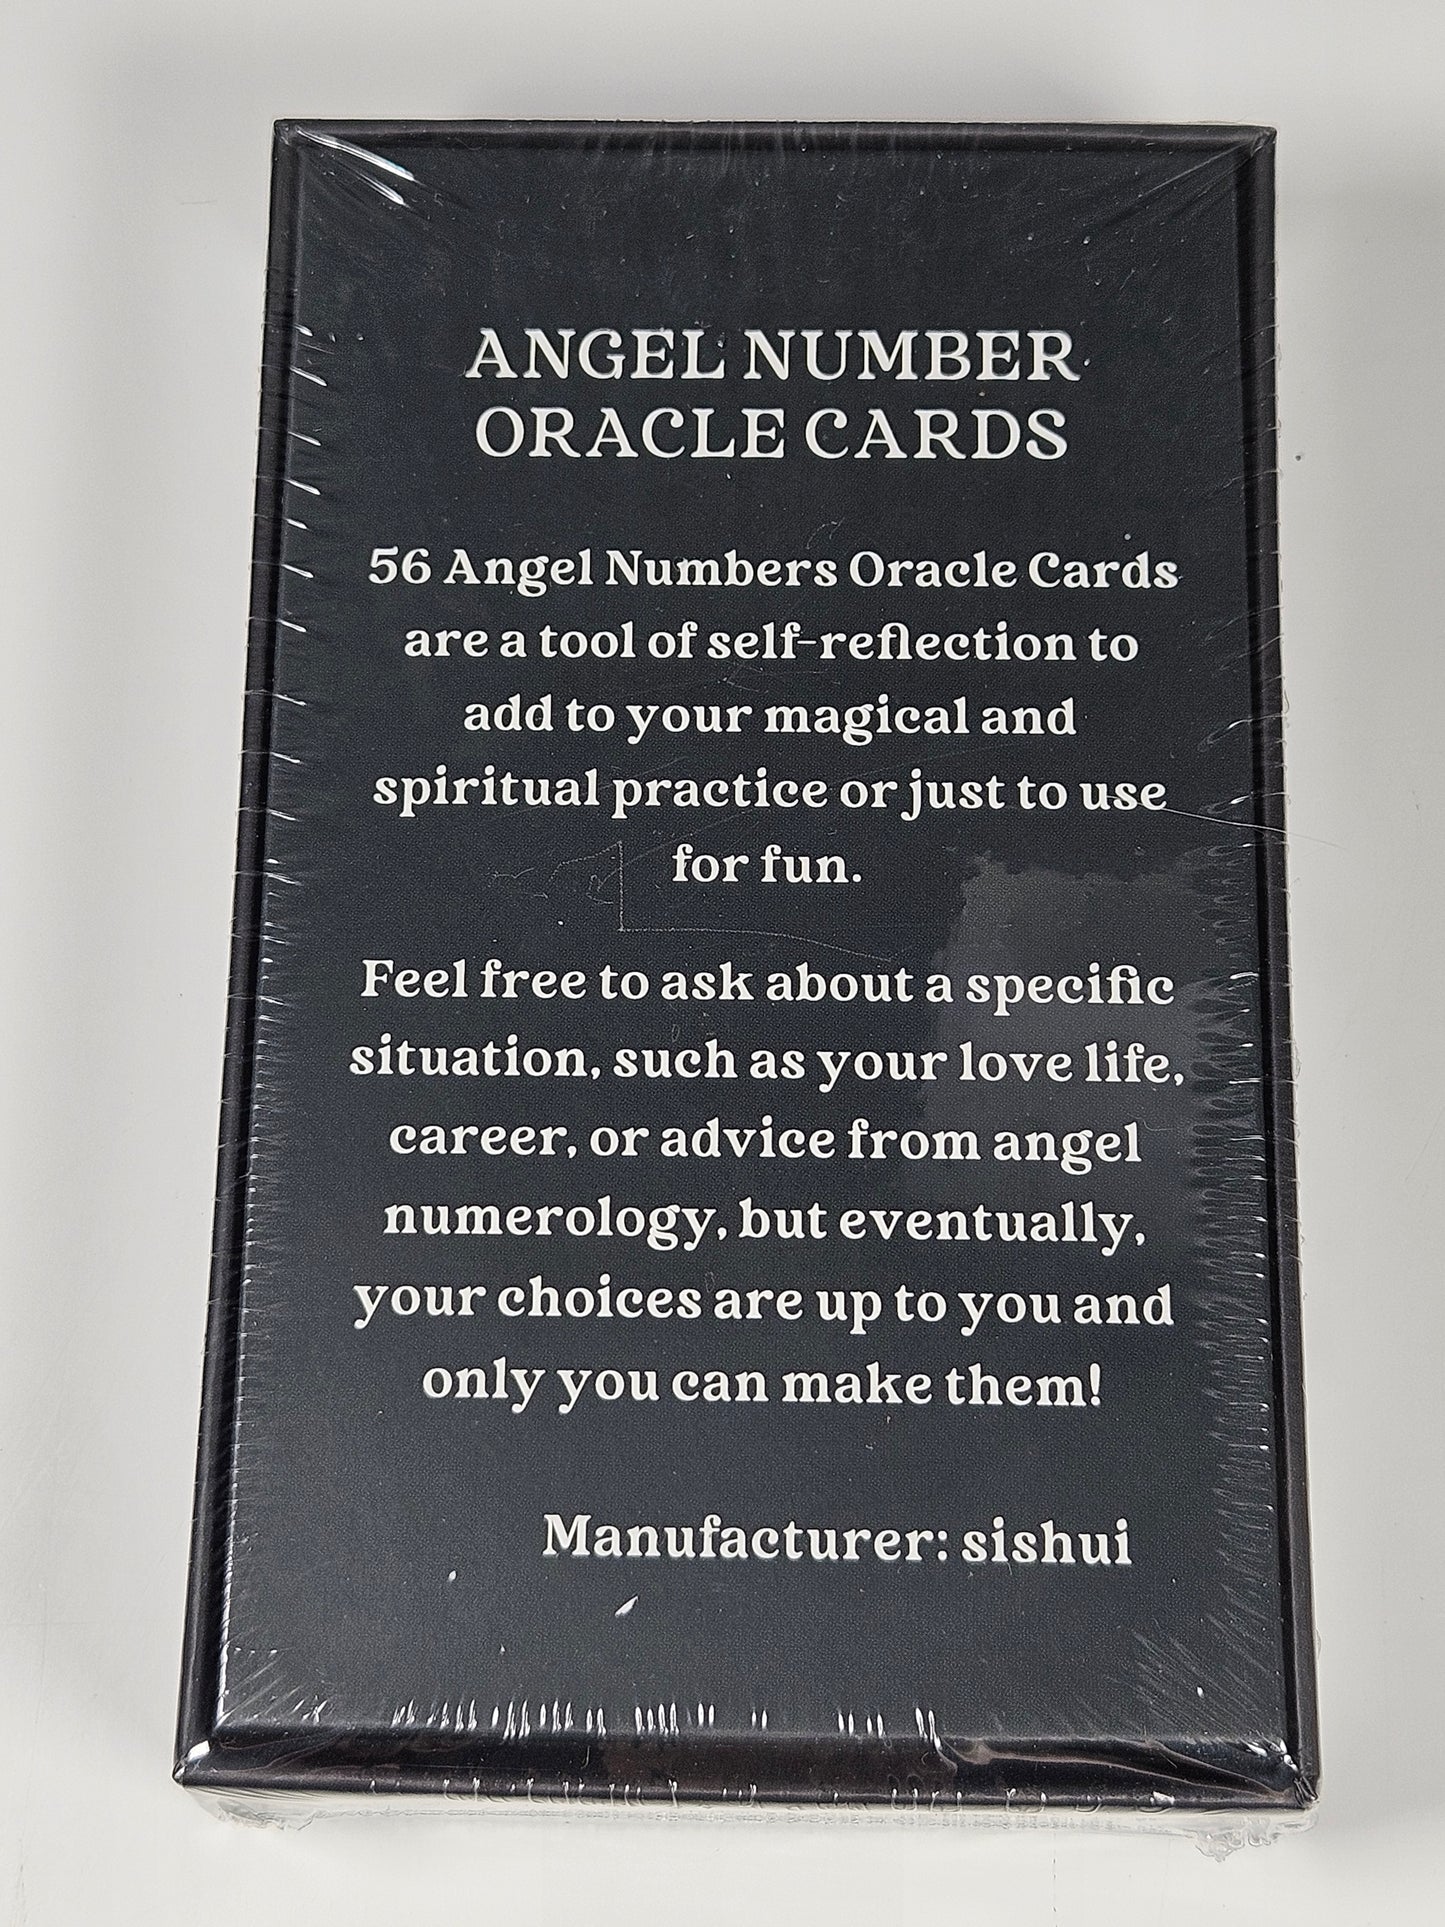 ANGEL NUMBER
ORACLE CARDS
56 Angel Numbers Oracle Cards
are a tool of self-reflection to
add to your magical and
spiritual practice or just to use
for fun.
Feel free to ask about a specific
situation, such as your love life,
career, or advice from angel
numerology, but eventually,
your choices are up to you and
only you can make them!
Manufacturer: sishui